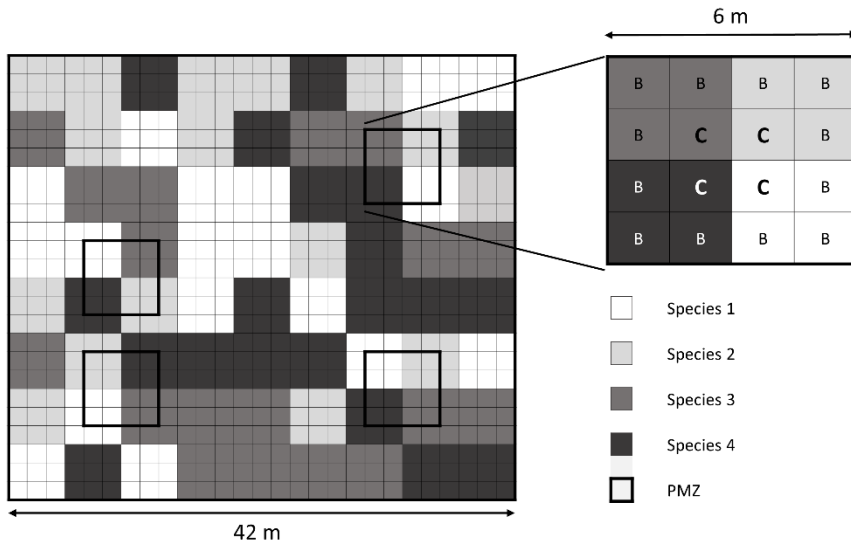 6 m
B B B B
B C C B
B C C B
B B B B
Species 1
Species 2
Species 3
Species 4
PMZ
42 m